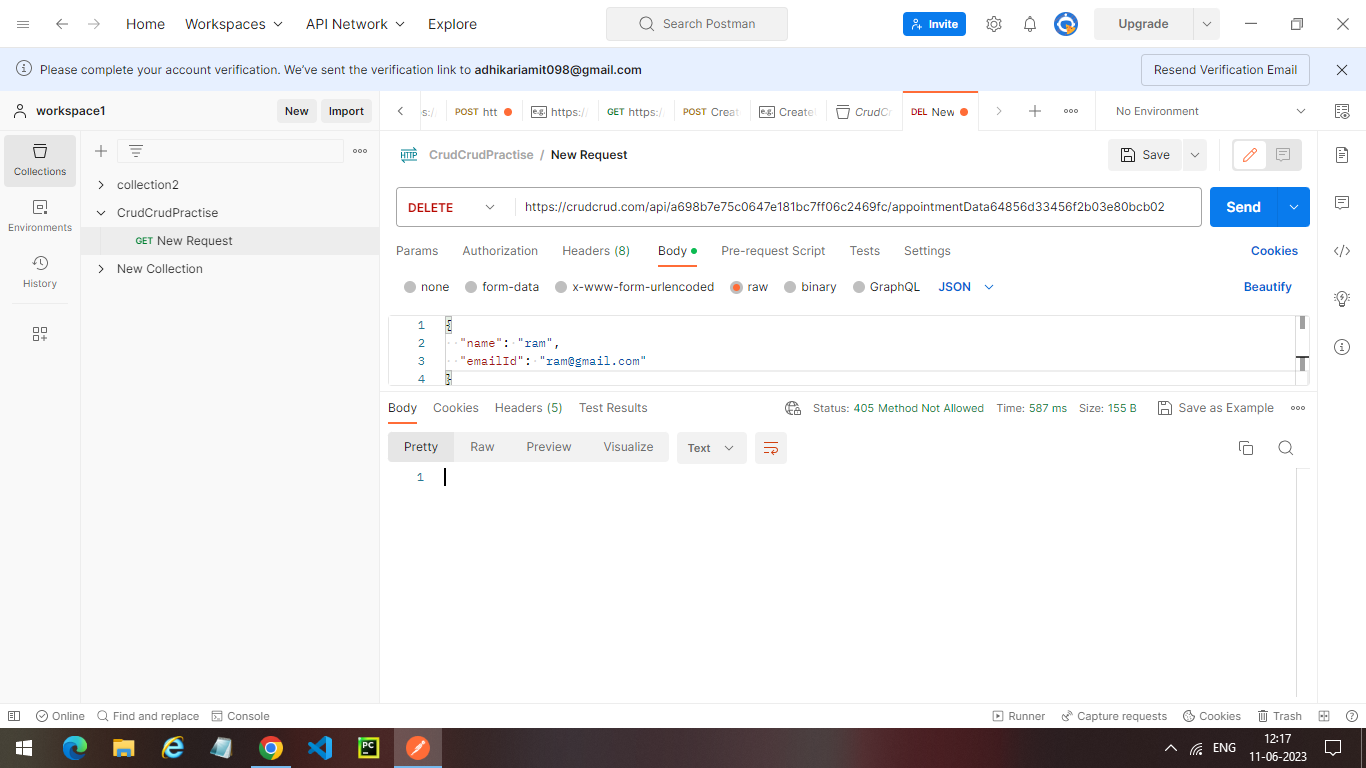 Home Workspaces API Network Explore Search Postman Invite Upgrade
Please complete your account verification. We've sent the verification link to adhikariamit098@gmail.com Resend Verification Email
workspace1 New Import
POST htt e.g. https:/ GET https: POST Creat e.g. Create DEL New No Environment
Collections
Environments
History
collection2
CrudCrudPractise
GET New Request
New Collection
HTTP CrudCrudPractise / New Request Save
DELETE https://crudcrud.com/api/a698b7e75c0647e181bc7ff06c2469fc/appointmentData64856d33456f2b03e80bcb02 Send
Params Authorization Headers (8) Body Pre-request Script Tests Settings Cookies
none form-data x-www-form-urlencoded raw binary GraphQL JSON Beautify
1 {
2 "name": "ram",
3 "emailId": "ram@gmail.com"
4 }
Body Cookies Headers (5) Test Results Status: 405 Method Not Allowed Time: 587 ms Size: 155 B Save as Example
Pretty Raw Preview Visualize Text
1
Online Find and replace Console Runner Capture requests Cookies Trash
PC ENG 12:17
11-06-2023